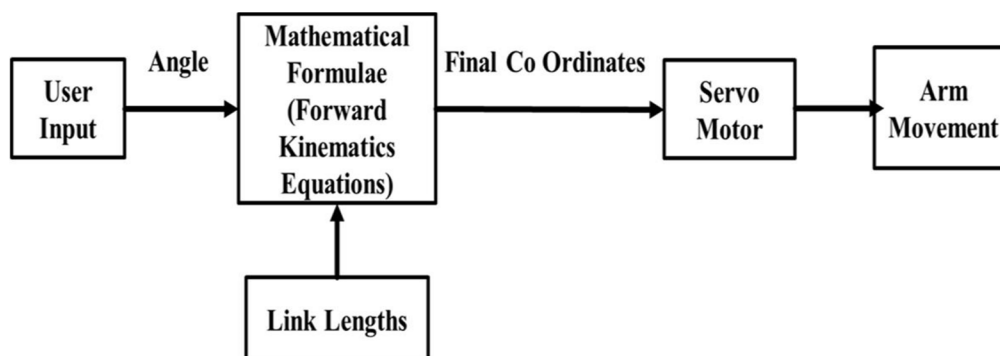 User
Input
Angle
Mathematical
Formulae
(Forward
Kinematics
Equations)
Final Co Ordinates
Servo
Motor
Arm
Movement
Link Lengths